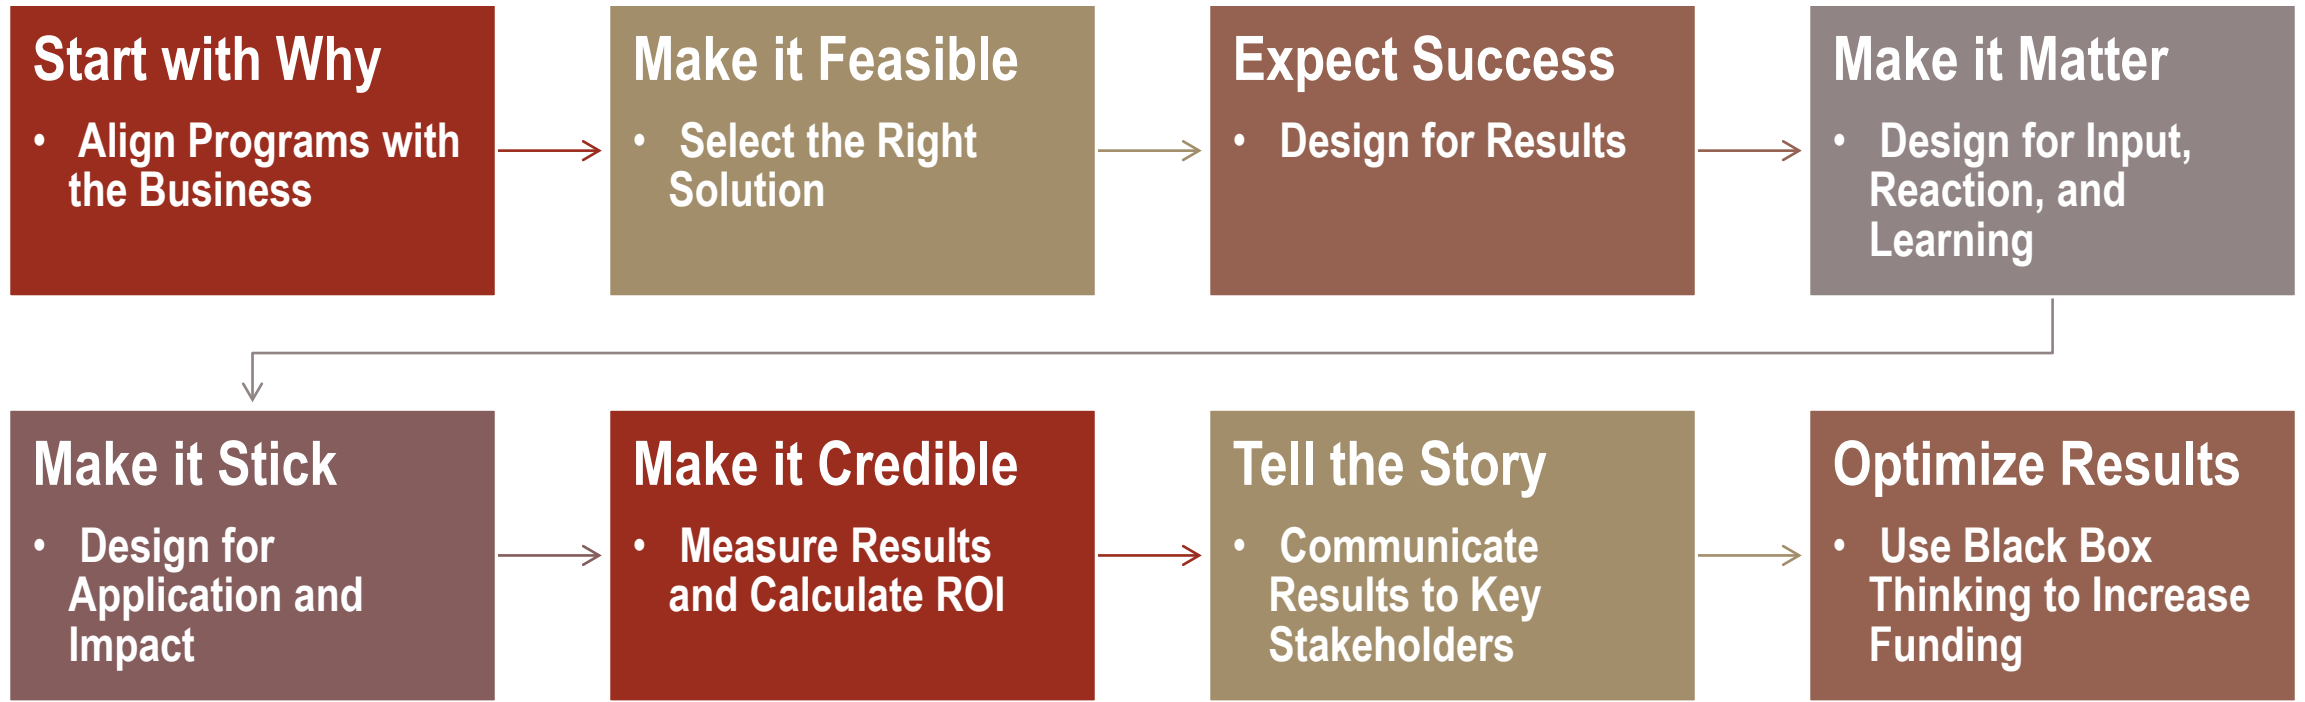 Start with Why
• Align Programs with
the Business
Make it Feasible
• Select the Right
Solution
Expect Success
• Design for Results
Make it Matter
• Design for Input,
Reaction, and
Learning
Make it Stick
• Design for
Application and
Impact
Make it Credible
• Measure Results
and Calculate ROI
Tell the Story
• Communicate
Results to Key
Stakeholders
Optimize Results
• Use Black Box
Thinking to Increase
Funding